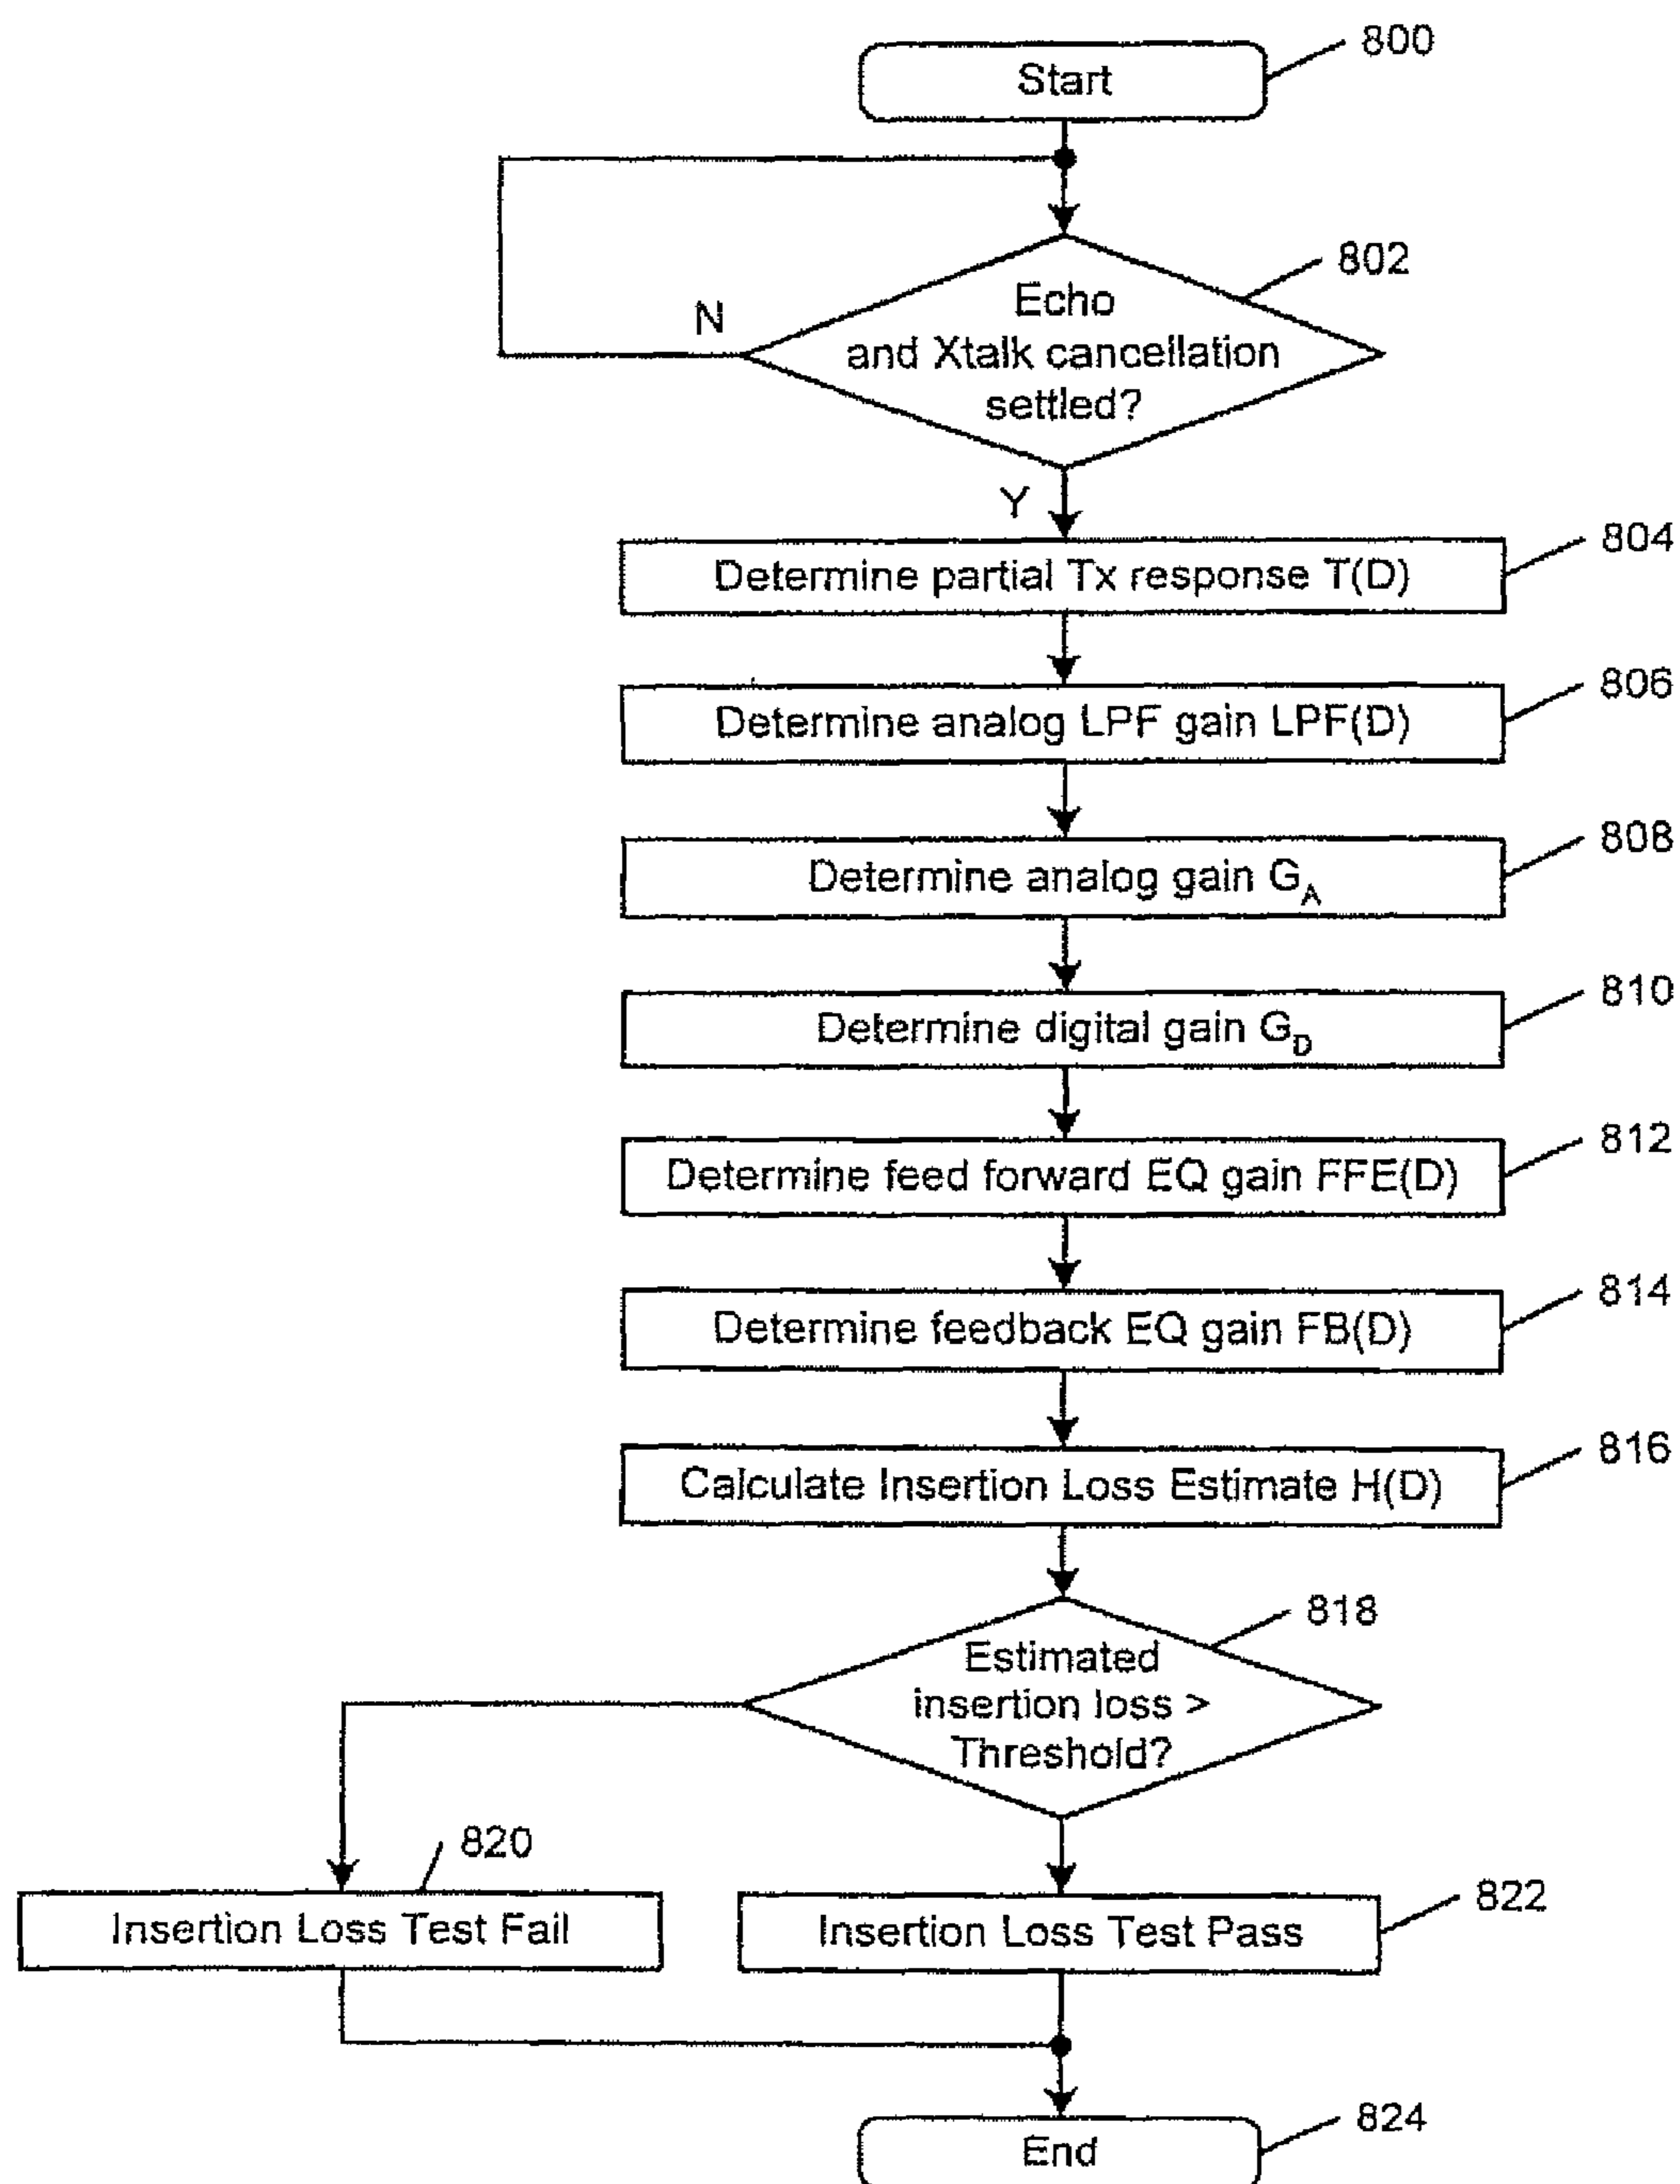 800
Start
802
Echo
and Xtalk cancellation
settled?
N
Y
804
Determine partial Tx response T(D)
806
Determine analog LPF gain LPF(D)
808
Determine analog gain G_A
810
Determine digital gain G_D
812
Determine feed forward EQ gain FFE(D)
814
Determine feedback EQ gain FB(D)
816
Calculate Insertion Loss Estimate H(D)
818
Estimated
insertion loss >
Threshold?
820
Insertion Loss Test Fail
822
Insertion Loss Test Pass
824
End